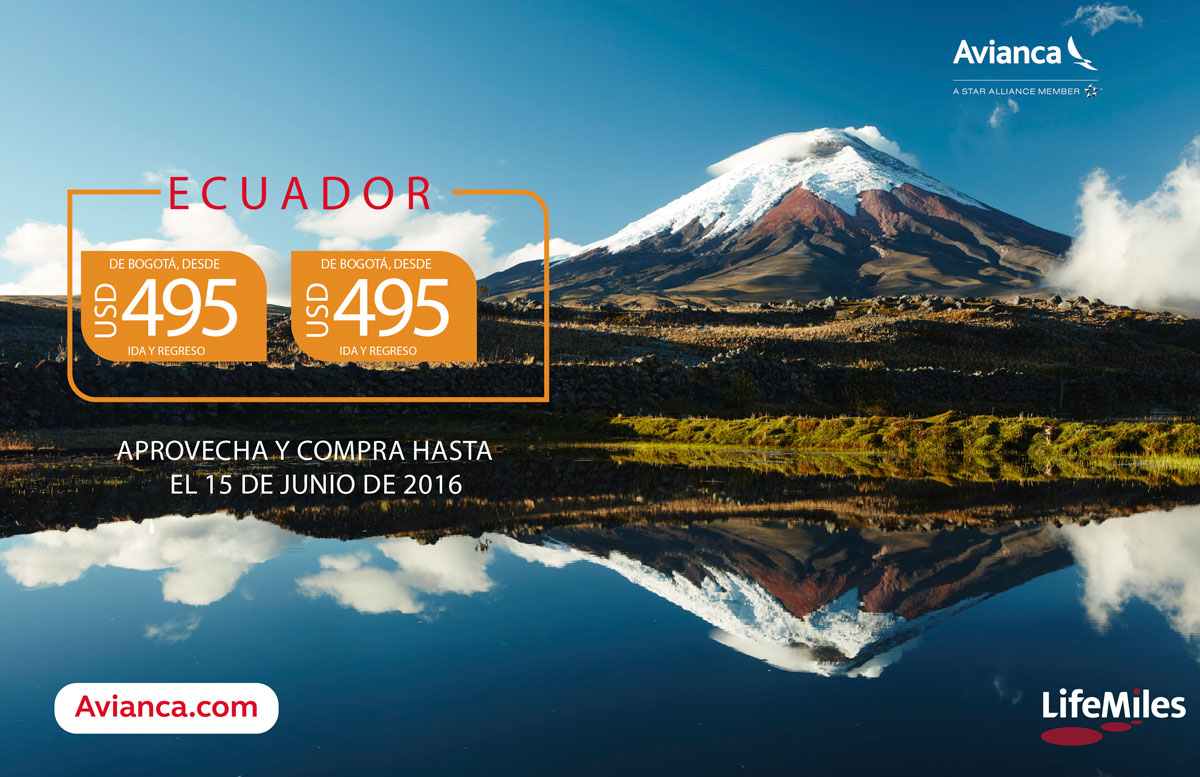 Avianca
A STAR ALLIANCE MEMBER
ECUADOR
DE BOGOTÁ, DESDE
USD 495
IDA Y REGRESO
DE BOGOTÁ, DESDE
USD 495
IDA Y REGRESO
APROVECHA Y COMPRA HASTA
EL 15 DE JUNIO DE 2016
Avianca.com
LifeMiles